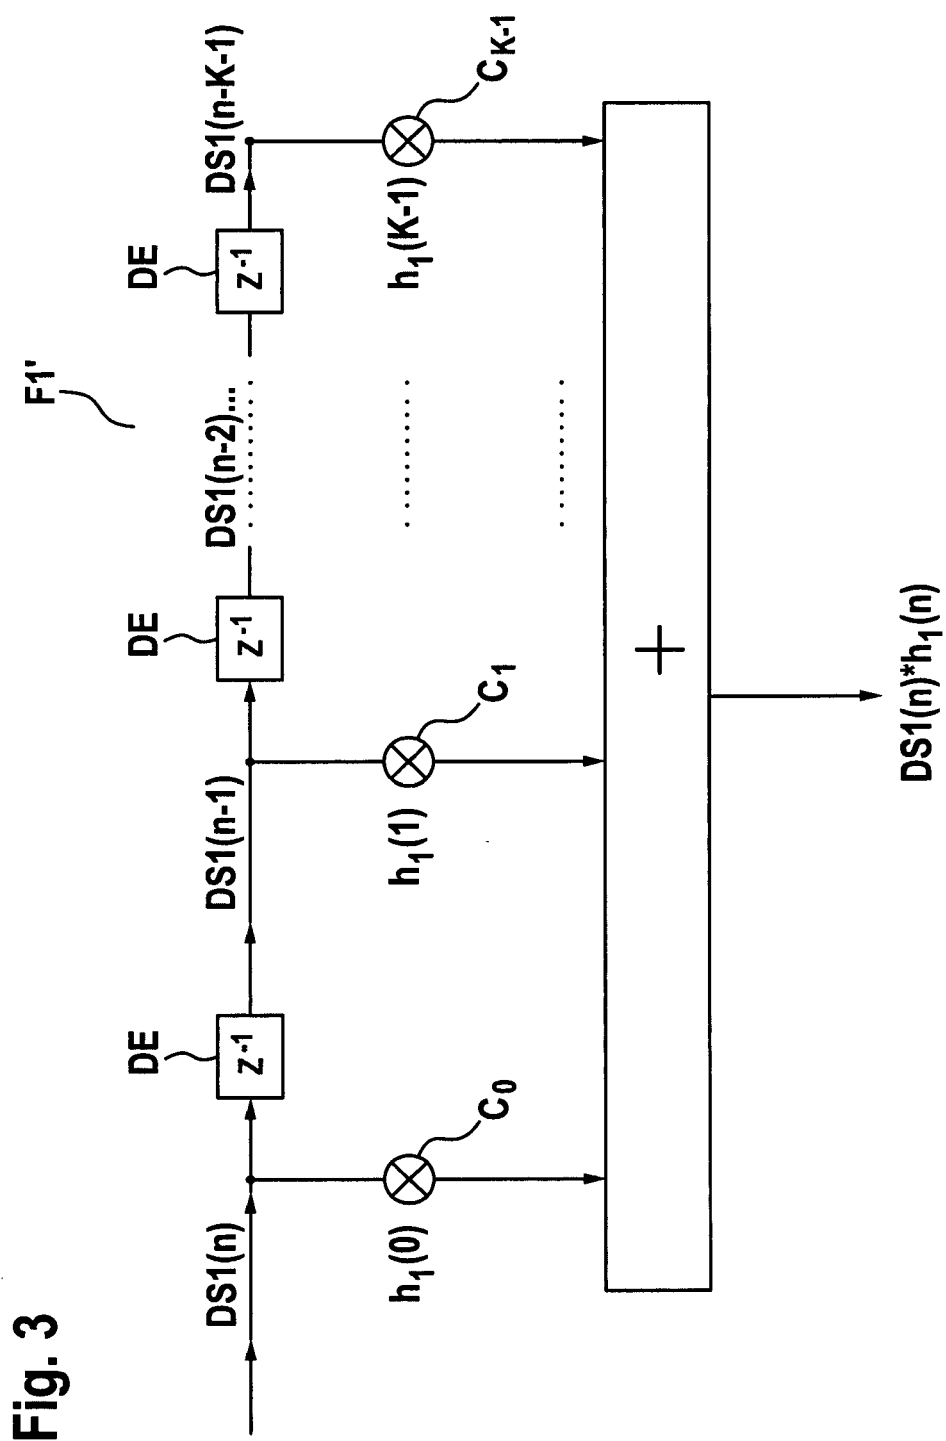 Fig. 3
F1'
DE
DE
DE
DS1(n)
Z⁻¹
DS1(n-1)
Z⁻¹
DS1(n-2)...
Z⁻¹
DS1(n-K-1)
h₁(0)
C₀
h₁(1)
C₁
h₁(K-1)
C_K-1
+
DS1(n)*h₁(n)